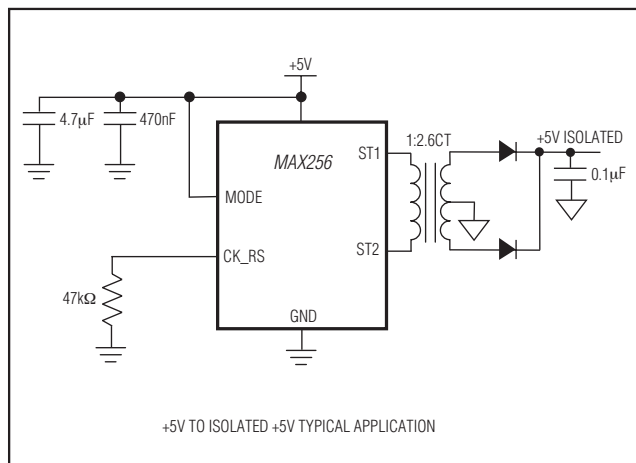 +5V
4.7μF
470nF
1:2.6CT
+5V ISOLATED
ST1
MAX256
0.1μF
MODE
ST2
CK_RS
47kΩ
GND
+5V TO ISOLATED +5V TYPICAL APPLICATION